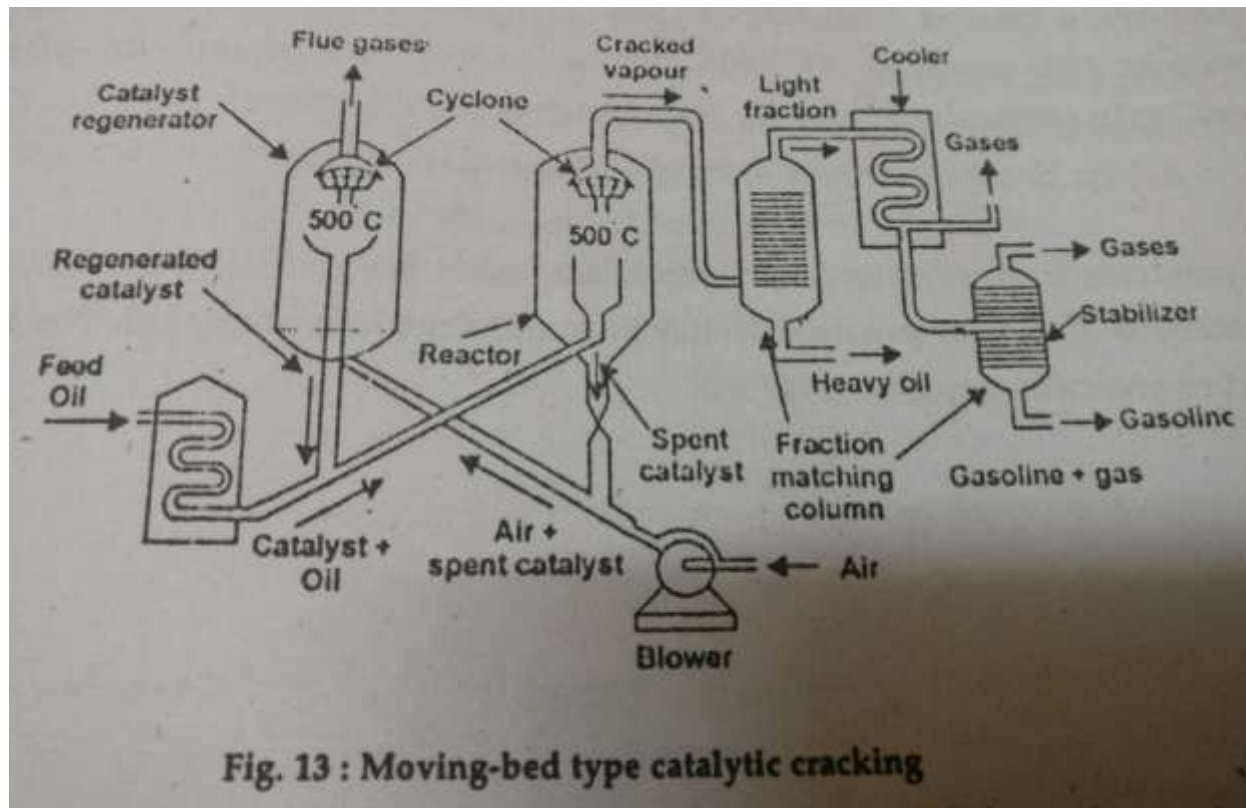 Flue gases
Cracked
vapour
Cooler
Catalyst
regenerator
Cyclone
Light
fraction
Gases
500°C
500°C
Gases
Regenerated
catalyst
Stabilizer
Reactor
Feed
Oil
Heavy oil
Gasoline
Spent
catalyst
Fraction
matching
column
Gasoline + gas
Catalyst +
Oil
Air +
spent catalyst
Air
Blower
Fig. 13 : Moving-bed type catalytic cracking